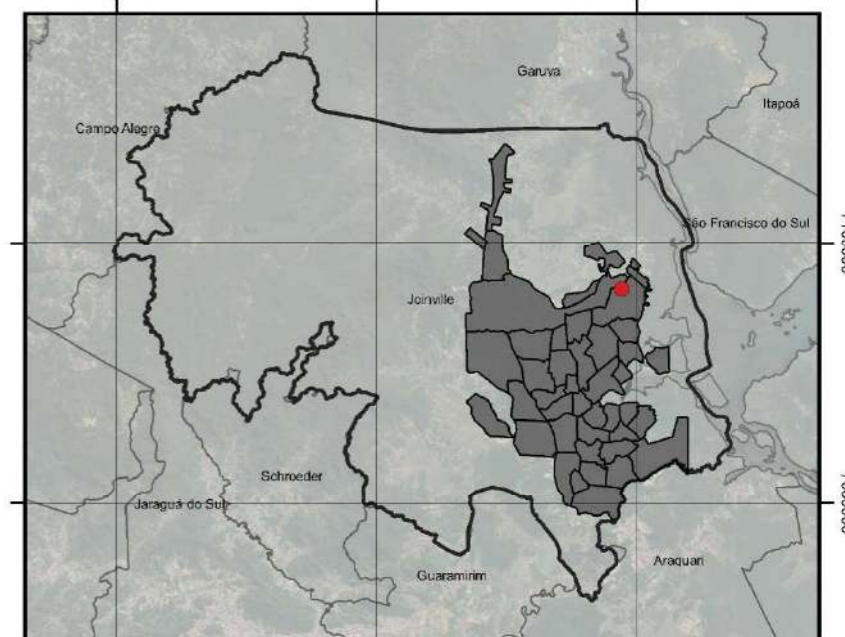 Garuva
Itapoá
Campo Alegre
São Francisco do Sul
Joinville
Schroeder
Jaraguá do Sul
Guaramirim
Araquari